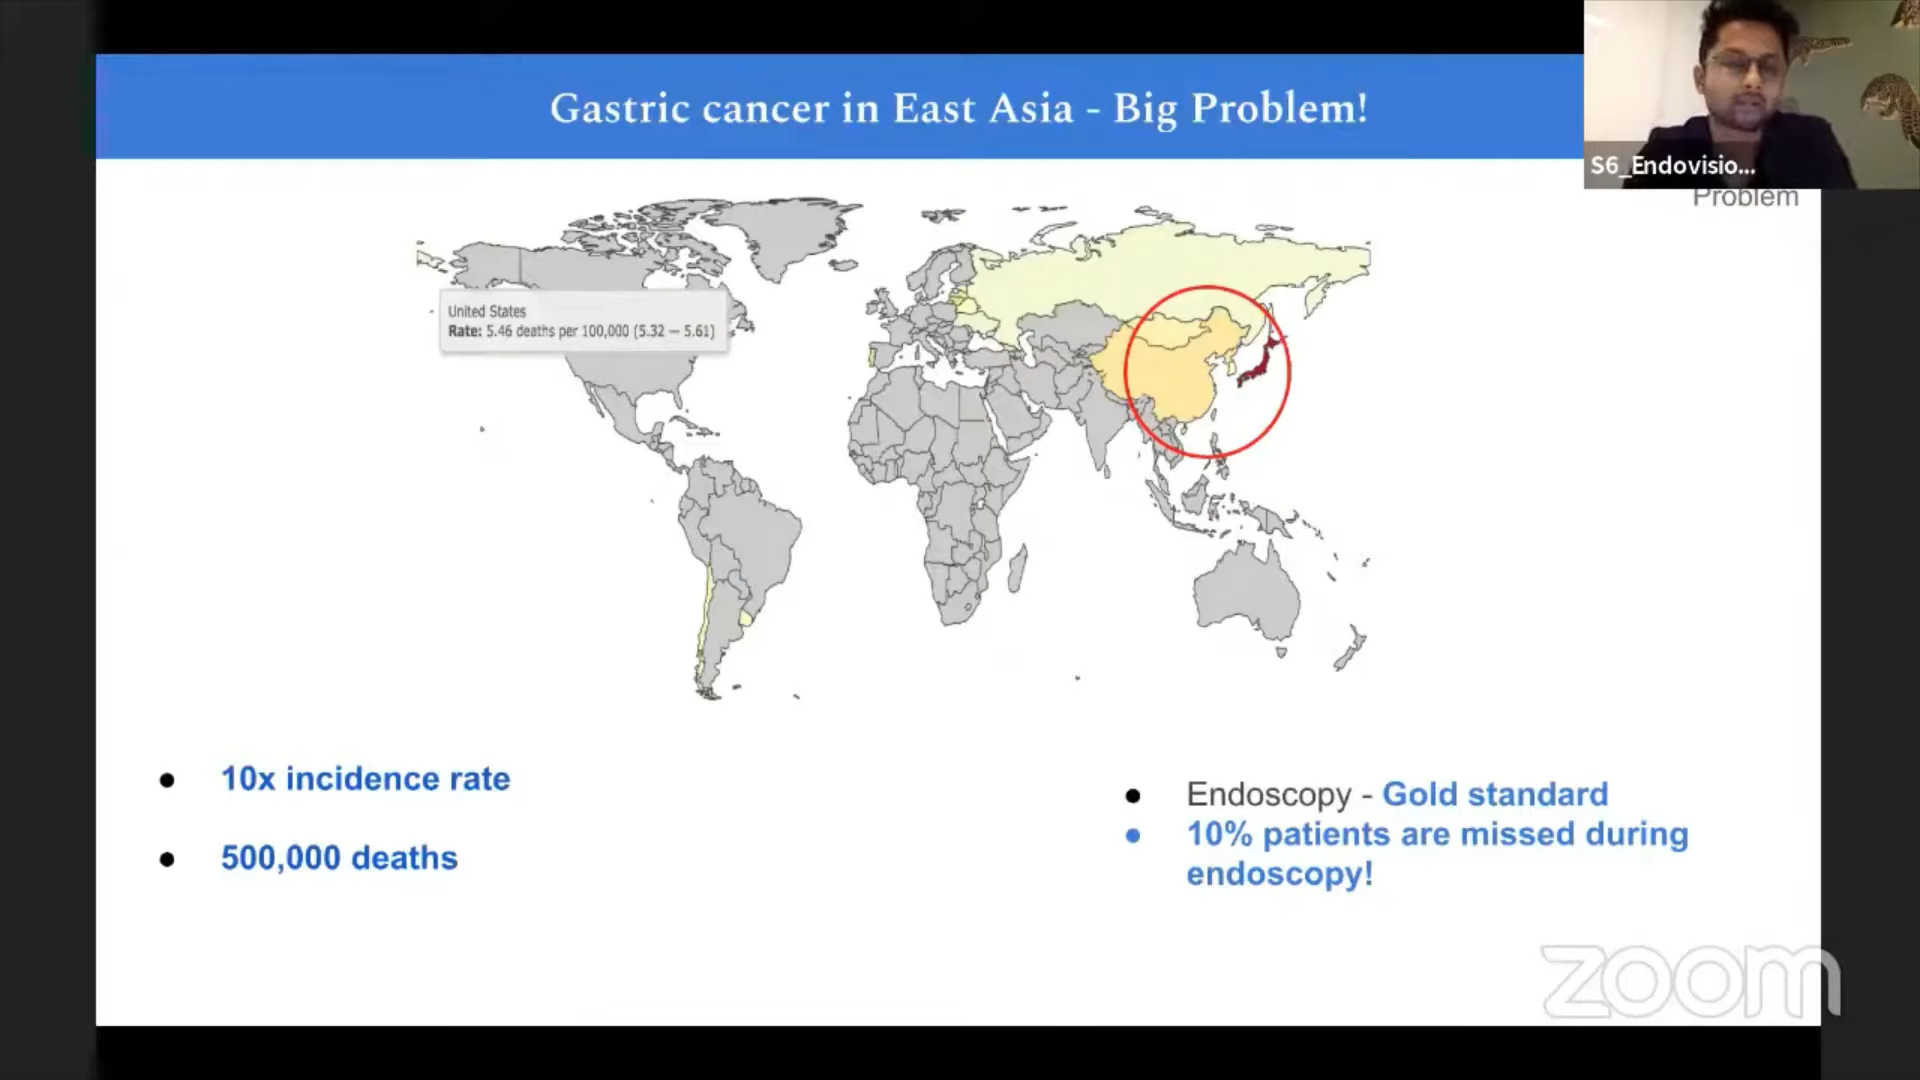 Gastric cancer in East Asia - Big Problem!
S6_Endovisio...
Problem
United States
Rate: 5.46 deaths per 100,000 (5.32 – 5.61)
● 10x incidence rate
● 500,000 deaths
● Endoscopy - Gold standard
● 10% patients are missed during
endoscopy!
zoom